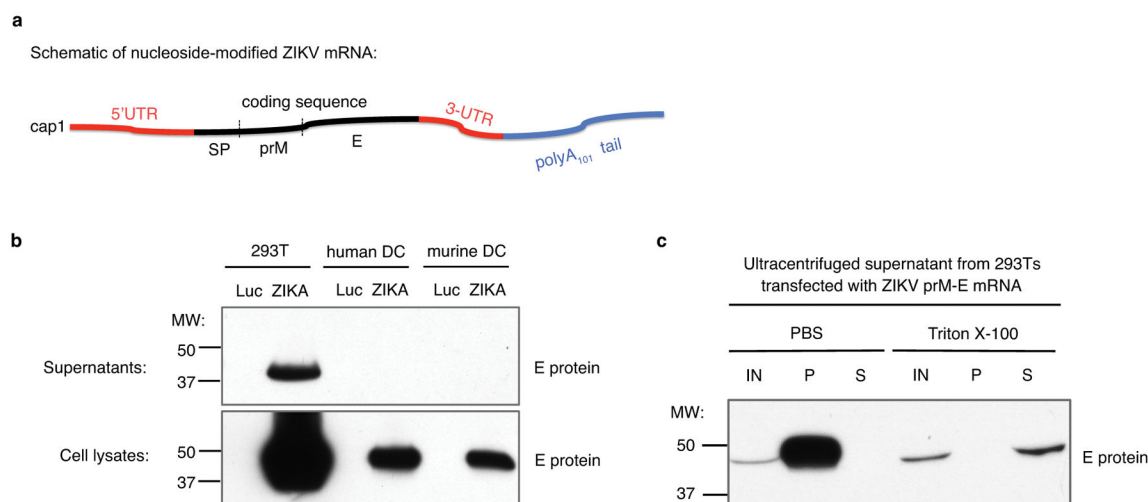 a
Schematic of nucleoside-modified ZIKV mRNA:
coding sequence
cap1 5'UTR 3-UTR
SP prM E polyA101 tail
b
293T human DC murine DC
Luc ZIKA Luc ZIKA Luc ZIKA
MW:
50
Supernatants: E protein
37
Cell lysates: 50 E protein
37
c
Ultracentrifuged supernatant from 293Ts
transfected with ZIKV prM-E mRNA
PBS Triton X-100
IN P S IN P S
MW:
50
E protein
37